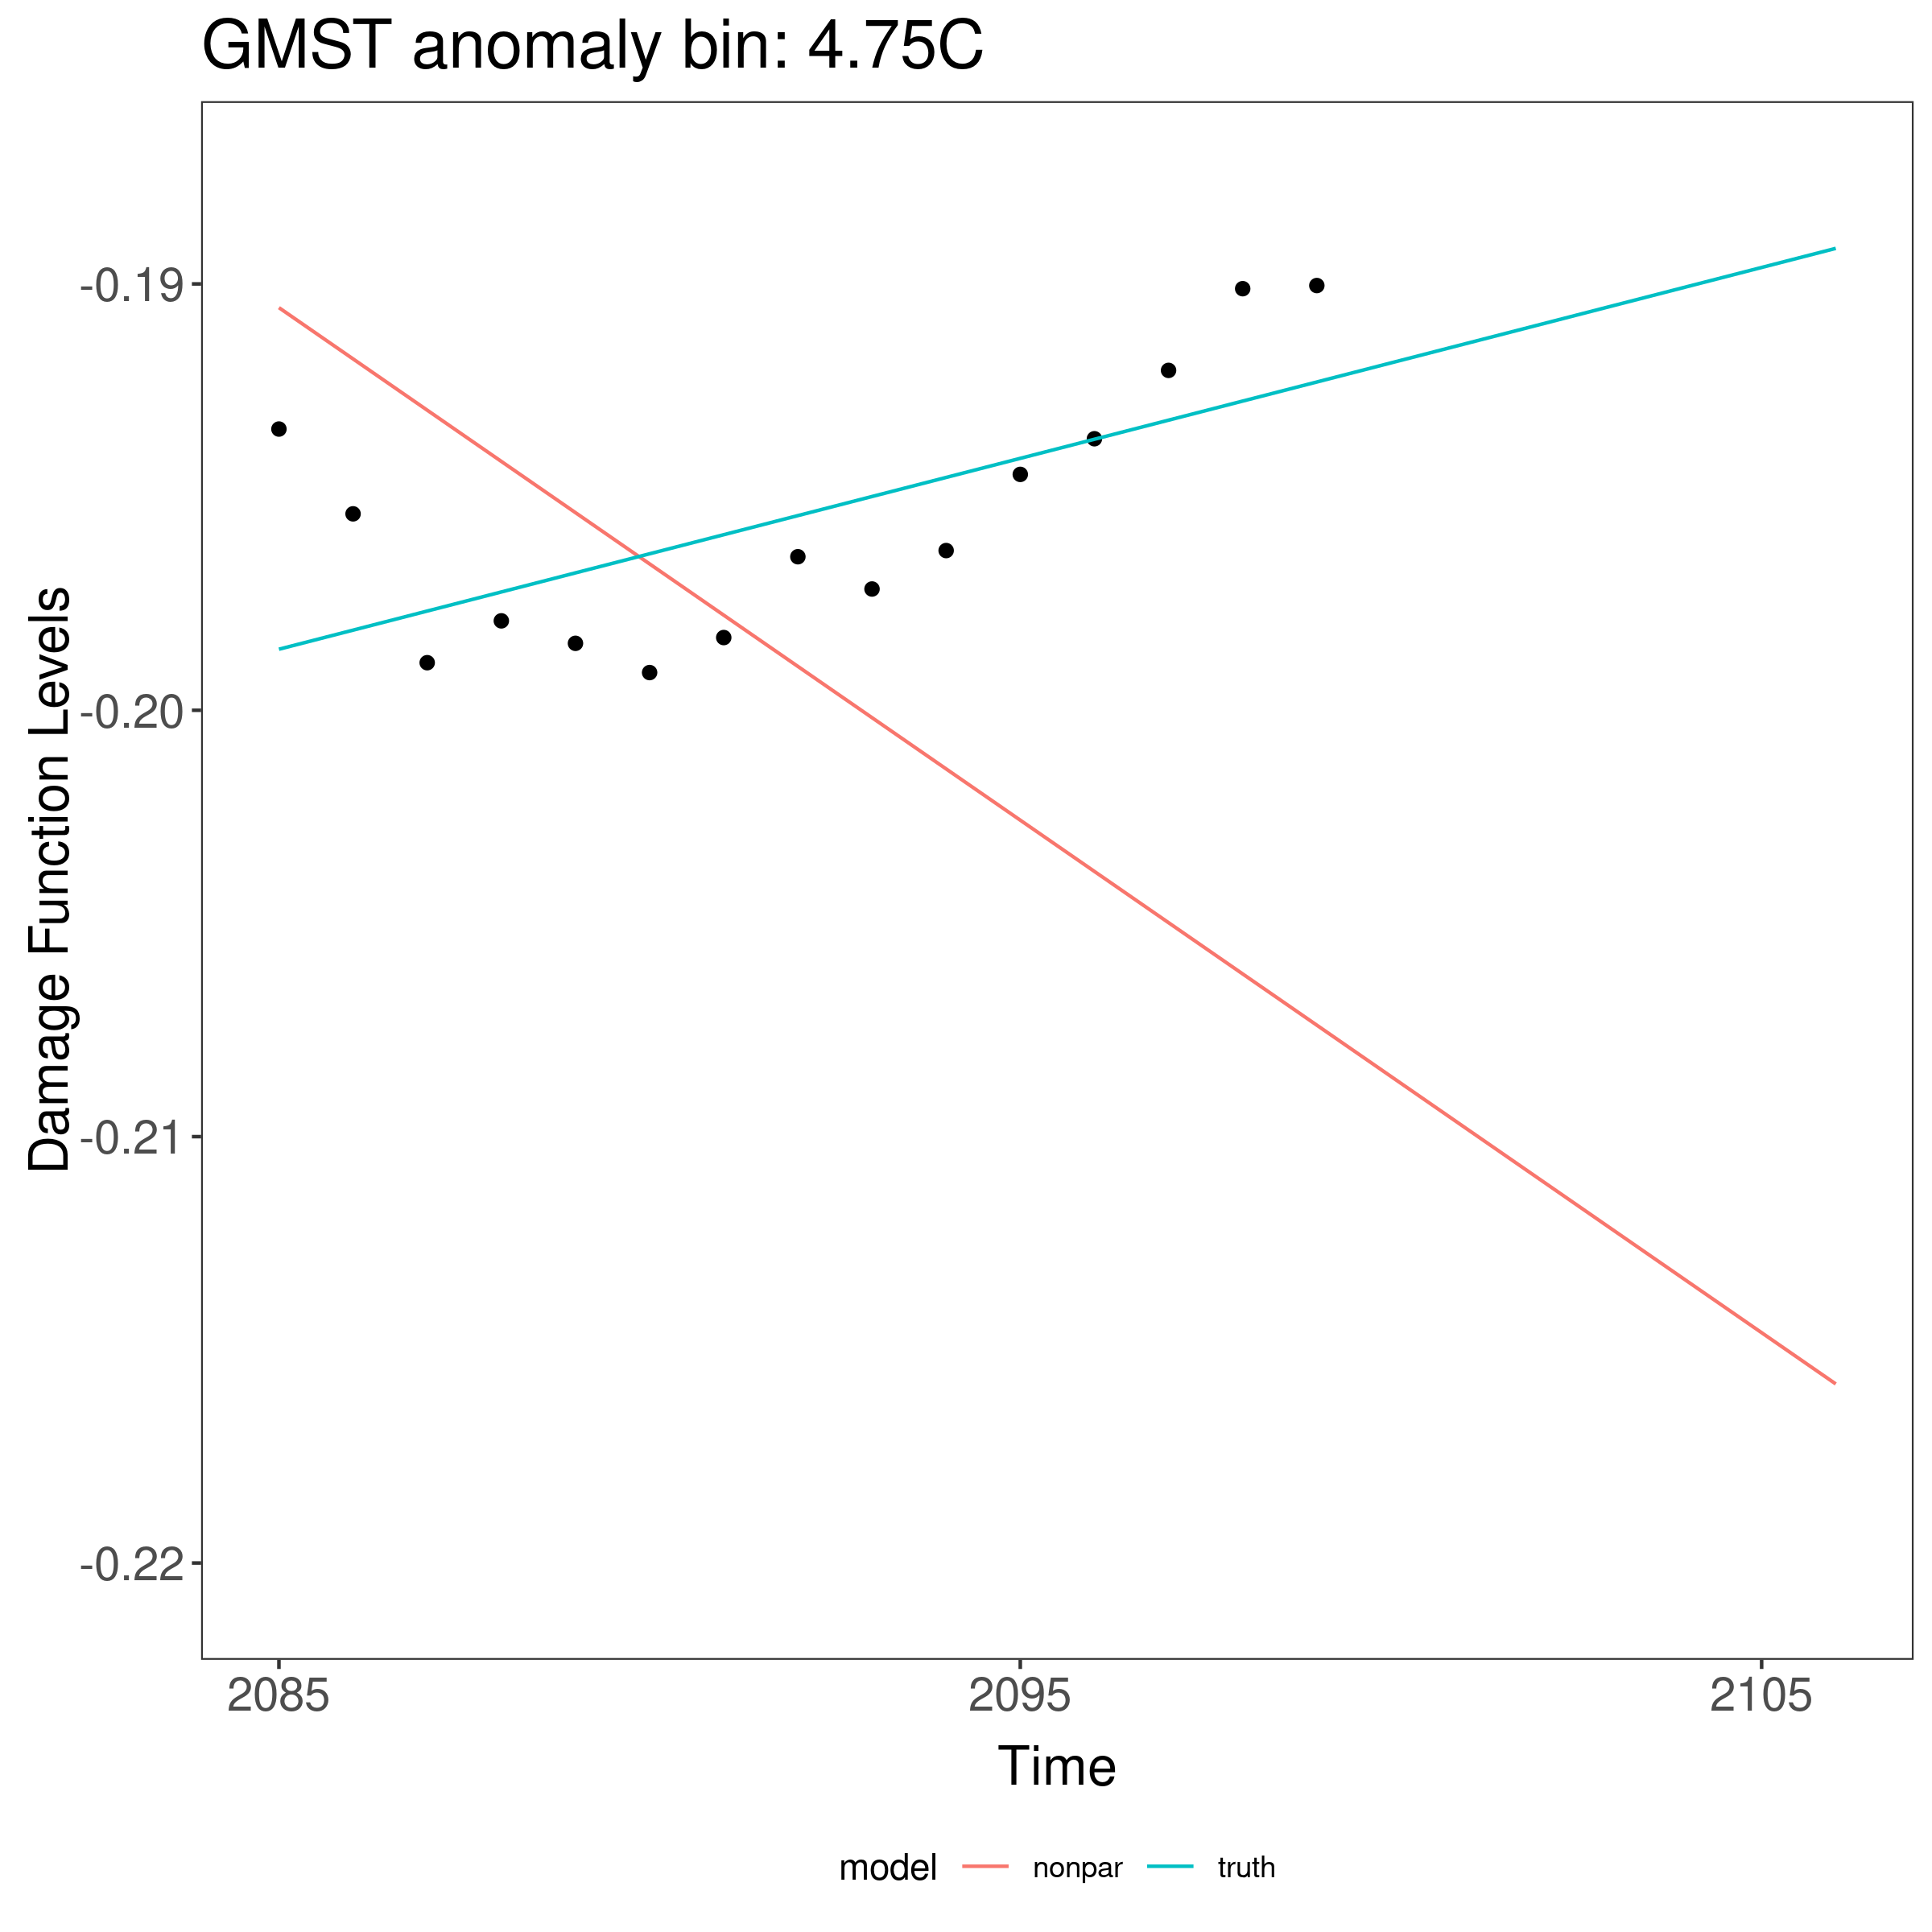 GMST anomaly bin: 4.75C
Damage Function Levels
-0.19
-0.20
-0.21
-0.22
2085 2095 2105
Time
model nonpar truth